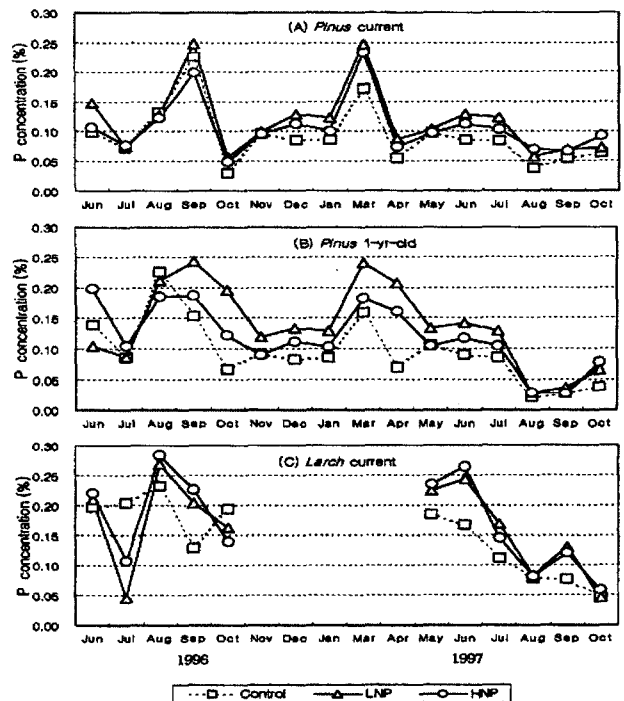 (A) Pinus current
P concentration (%)
0.30
0.25
0.20
0.15
0.10
0.05
0.00
Jun Jul Aug Sep Oct Nov Dec Jan Mar Apr May Jun Jul Aug Sep Oct
(B) Pinus 1-yr-old
P concentration (%)
0.30
0.25
0.20
0.15
0.10
0.05
0.00
Jun Jul Aug Sep Oct Nov Dec Jan Mar Apr May Jun Jul Aug Sep Oct
(C) Larch current
P concentration (%)
0.30
0.25
0.20
0.15
0.10
0.05
0.00
Jun Jul Aug Sep Oct Nov Dec Jan Mar Apr May Jun Jul Aug Sep Oct
1996 1997
Control LNP HNP